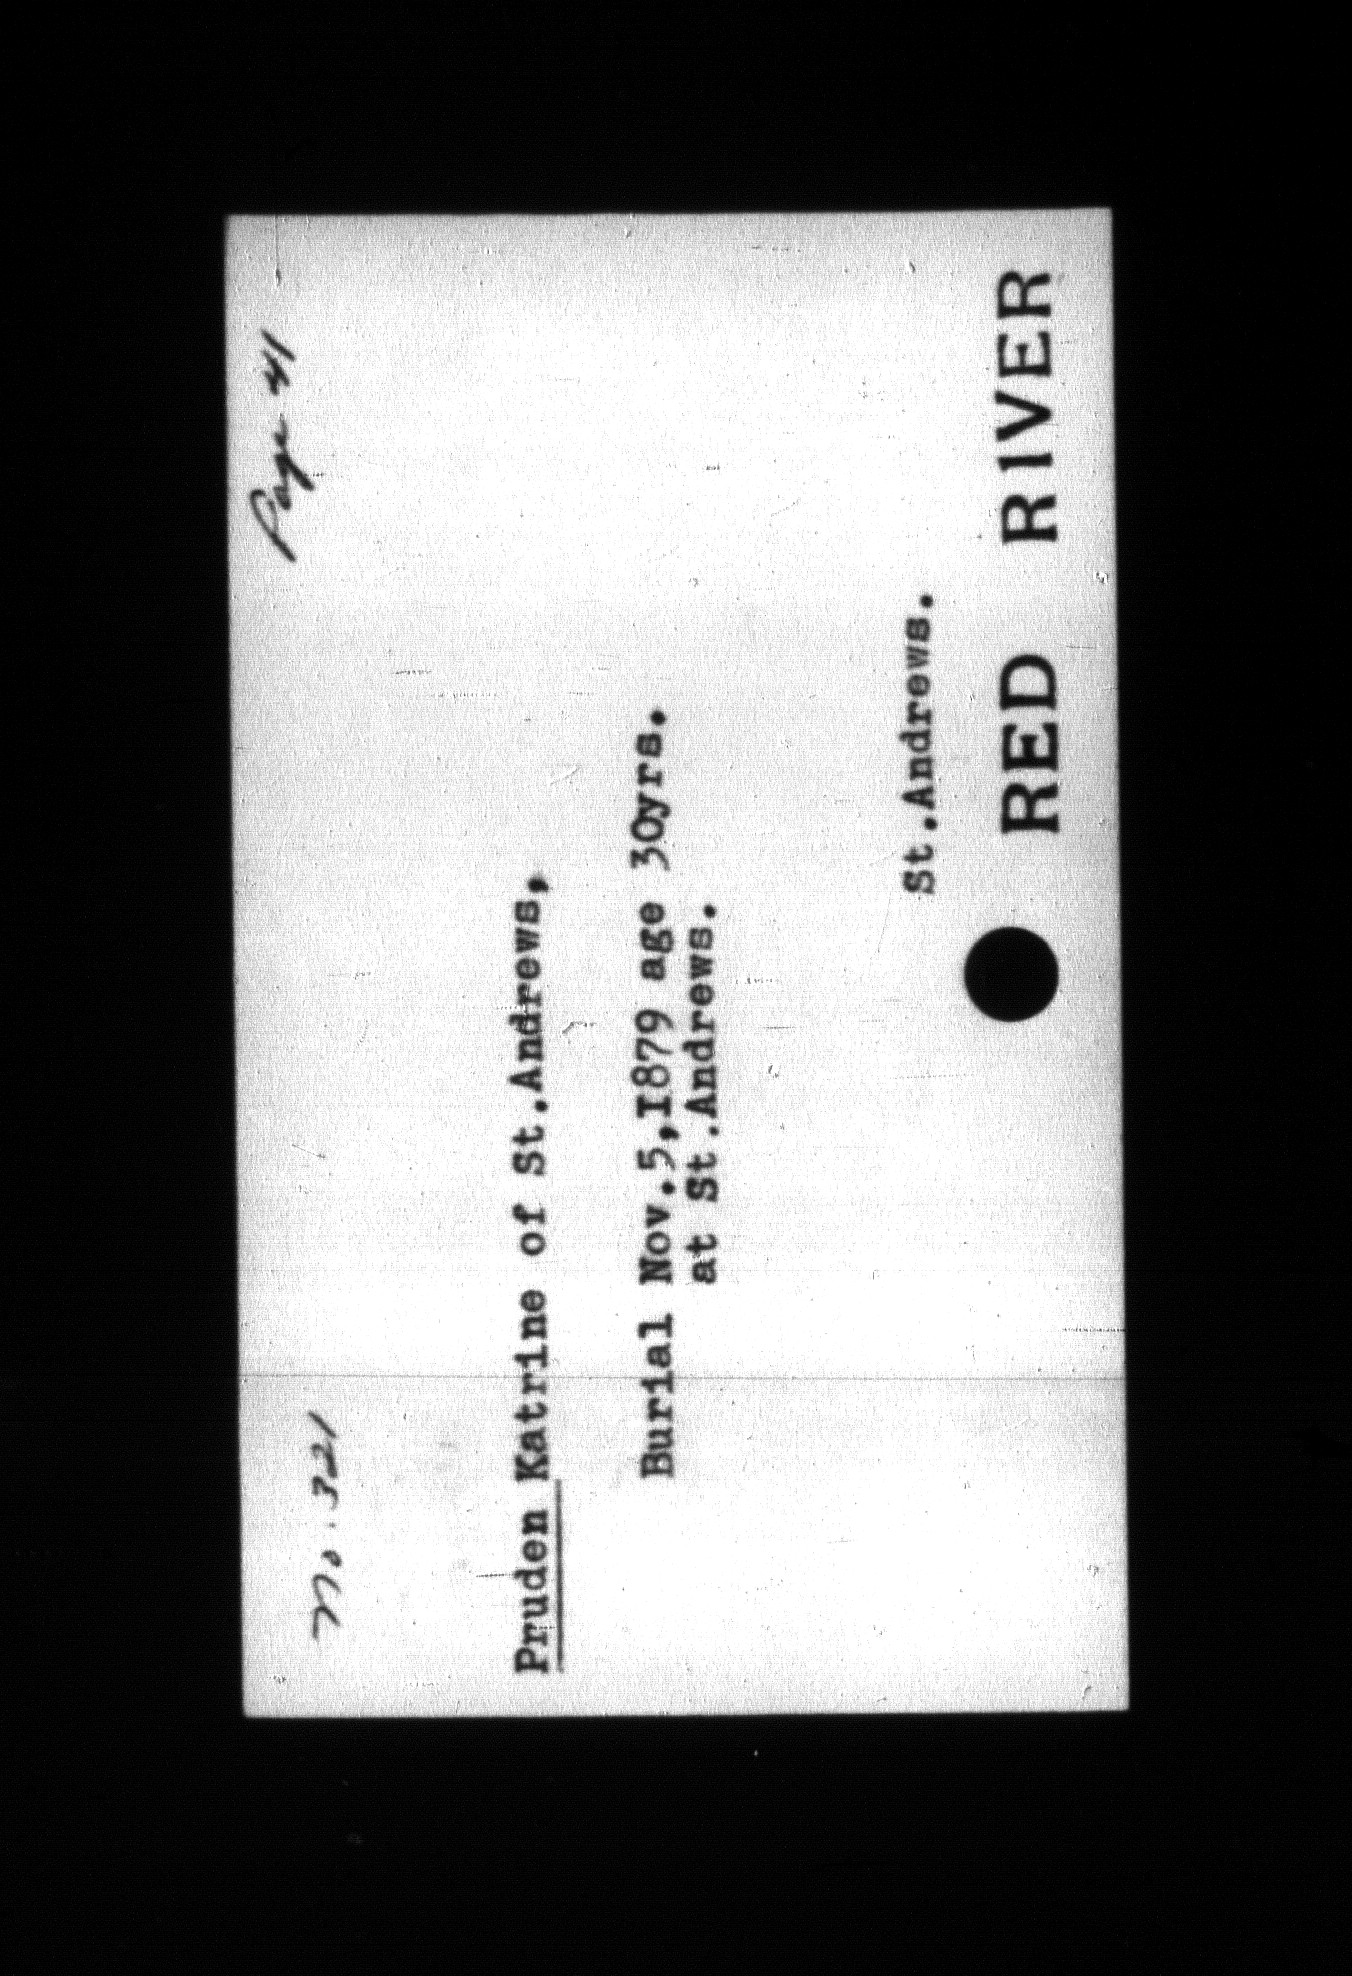 No. 321
Page 41
Pruden Katrine of St.Andrews,
Burial Nov.5,1879 age 30yrs.
at St.Andrews.
St.Andrews.
RED RIVER